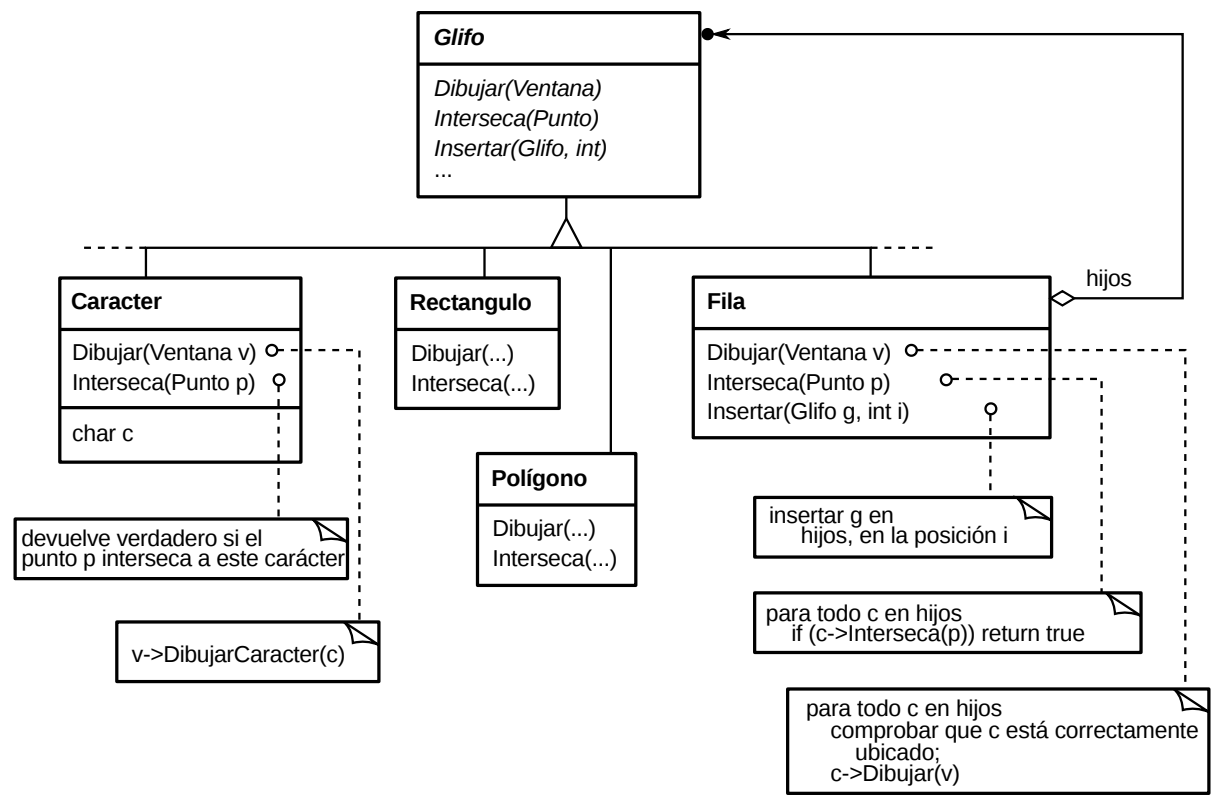 Glifo
Dibujar(Ventana)
Interseca(Punto)
Insertar(Glifo, int)
...
hijos
Caracter
Dibujar(Ventana v)
Interseca(Punto p)
char c
Rectangulo
Dibujar(...)
Interseca(...)
Fila
Dibujar(Ventana v)
Interseca(Punto p)
Insertar(Glifo g, int i)
Polígono
Dibujar(...)
Interseca(...)
devuelve verdadero si el
punto p interseca a este carácter
v->DibujarCaracter(c)
insertar g en
hijos, en la posición i
para todo c en hijos
if (c->Interseca(p)) return true
para todo c en hijos
comprobar que c está correctamente
ubicado;
c->Dibujar(v)